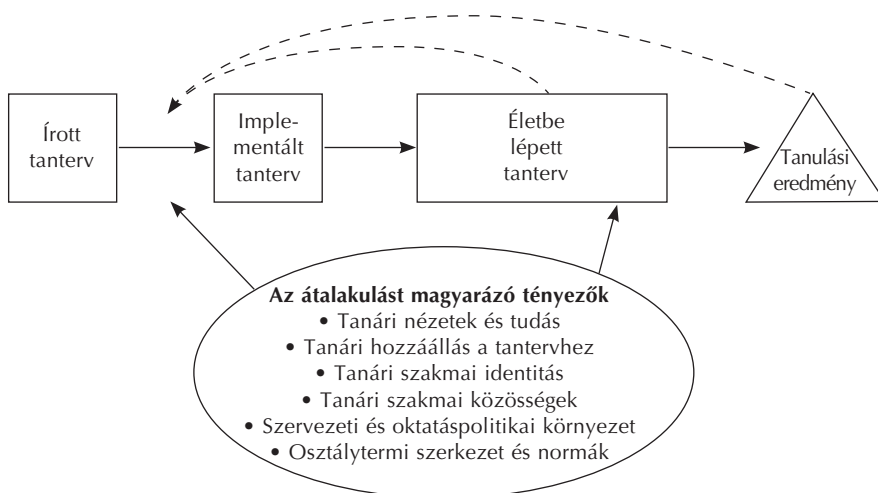 Írott
tanterv
Imple-
mentált
tanterv
Életbe
lépett
tanterv
Tanulási
eredmény
Az átalakulást magyarázó tényezők
• Tanári nézetek és tudás
• Tanári hozzáállás a tantervhez
• Tanári szakmai identitás
• Tanári szakmai közösségek
• Szervezeti és oktatáspolitikai környezet
• Osztálytermi szerkezet és normák